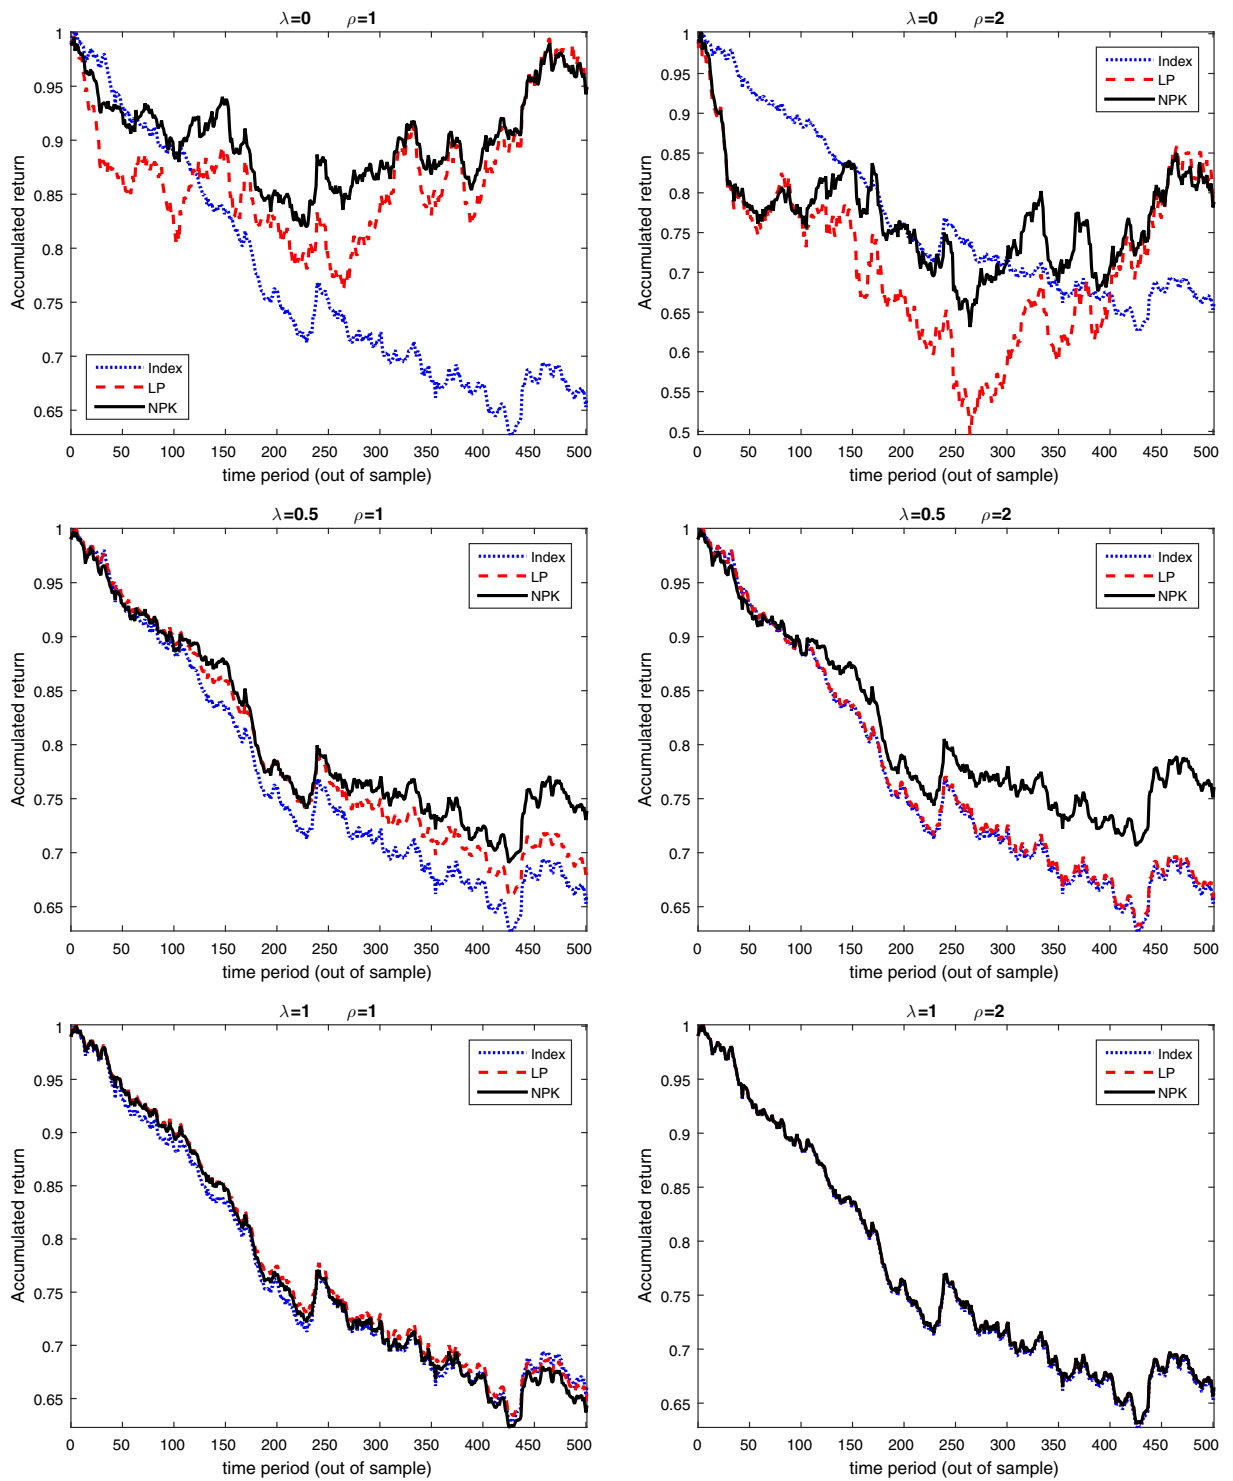 λ=0 ρ=1
1
0.95
0.9
0.85
0.8
0.75
0.7
0.65
Accumulated return
Index
LP
NPK
0 50 100 150 200 250 300 350 400 450 500
time period (out of sample)
λ=0 ρ=2
1
0.95
0.9
0.85
0.8
0.75
0.7
0.65
0.6
0.55
0.5
Accumulated return
Index
LP
NPK
0 50 100 150 200 250 300 350 400 450 500
time period (out of sample)
λ=0.5 ρ=1
1
0.95
0.9
0.85
0.8
0.75
0.7
0.65
Accumulated return
Index
LP
NPK
0 50 100 150 200 250 300 350 400 450 500
time period (out of sample)
λ=0.5 ρ=2
1
0.95
0.9
0.85
0.8
0.75
0.7
0.65
Accumulated return
Index
LP
NPK
0 50 100 150 200 250 300 350 400 450 500
time period (out of sample)
λ=1 ρ=1
1
0.95
0.9
0.85
0.8
0.75
0.7
0.65
Accumulated return
Index
LP
NPK
0 50 100 150 200 250 300 350 400 450 500
time period (out of sample)
λ=1 ρ=2
1
0.95
0.9
0.85
0.8
0.75
0.7
0.65
Accumulated return
Index
LP
NPK
0 50 100 150 200 250 300 350 400 450 500
time period (out of sample)